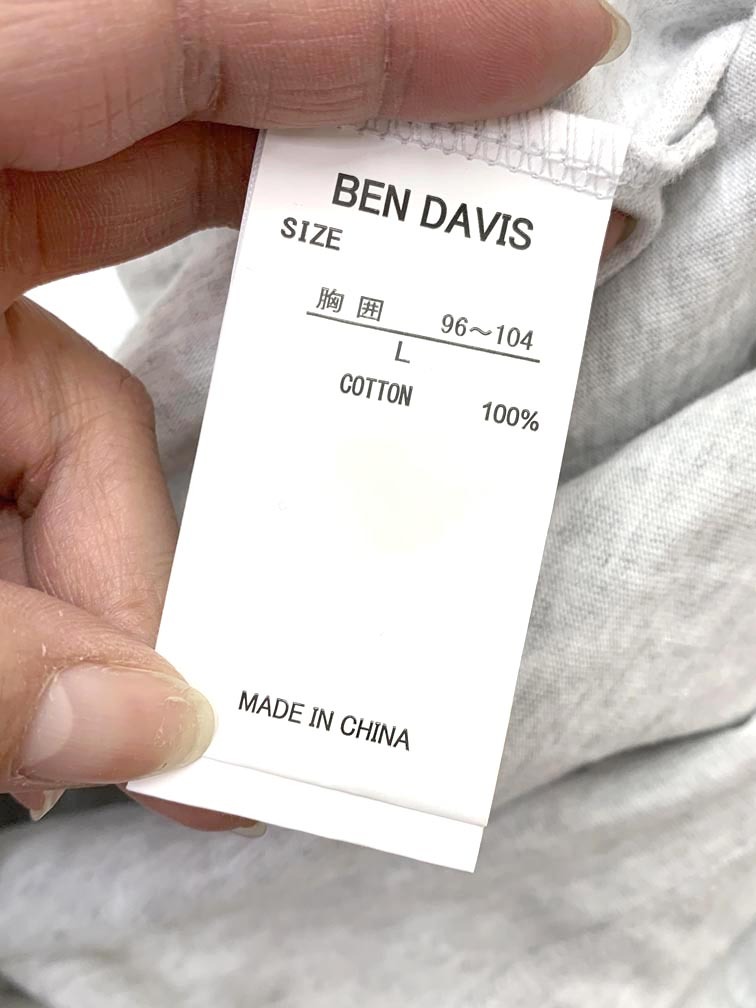 BEN DAVIS
SIZE
胸囲 96〜104
L
COTTON 100%
MADE IN CHINA